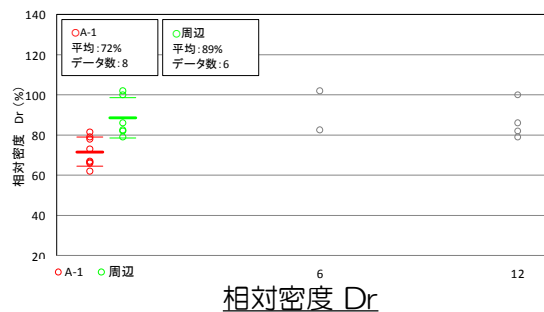 140
120
100
80
60
40
20
相対密度 Dr (%)
A-1
平均：72%
データ数：8
周辺
平均：89%
データ数：6
A-1 周辺 6 12
相対密度 Dr